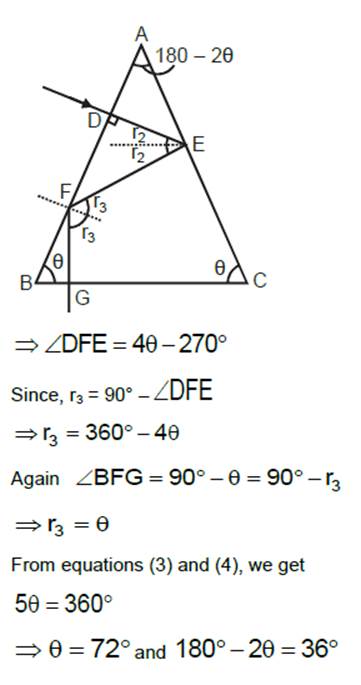 A
180 – 2θ
D
r₂
E
r₂
F
r₃
r₃
θ
θ
B
C
G
⇒ ∠DFE = 4θ – 270°
Since, r₃ = 90° – ∠DFE
⇒ r₃ = 360° – 4θ
Again ∠BFG = 90° – θ = 90° – r₃
⇒ r₃ = θ
From equations (3) and (4), we get
5θ = 360°
⇒ θ = 72° and 180° – 2θ = 36°